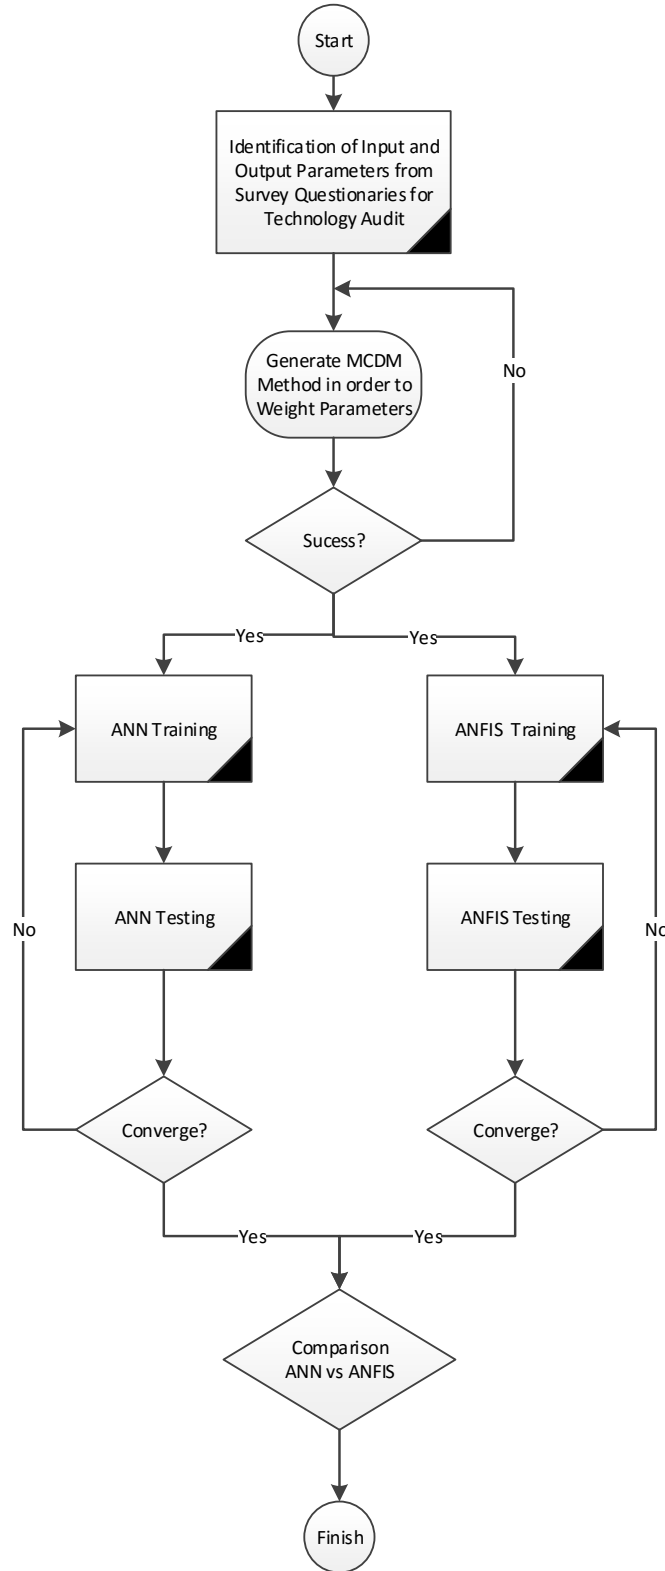 Start
Identification of Input and
Output Parameters from
Survey Questionaries for
Technology Audit
Generate MCDM
Method in order to
Weight Parameters
No
Sucess?
Yes
Yes
ANN Training
ANFIS Training
ANN Testing
ANFIS Testing
No
No
Converge?
Converge?
Yes
Yes
Comparison
ANN vs ANFIS
Finish